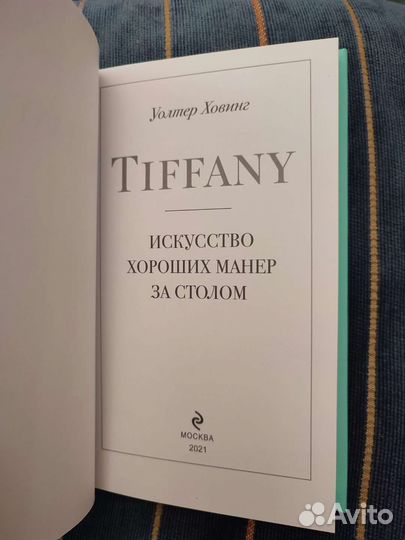 Уолтер Ховинг
TIFFANY
ИСКУССТВО
ХОРОШИХ МАНЕР
ЗА СТОЛОМ
МОСКВА
2021
Avito